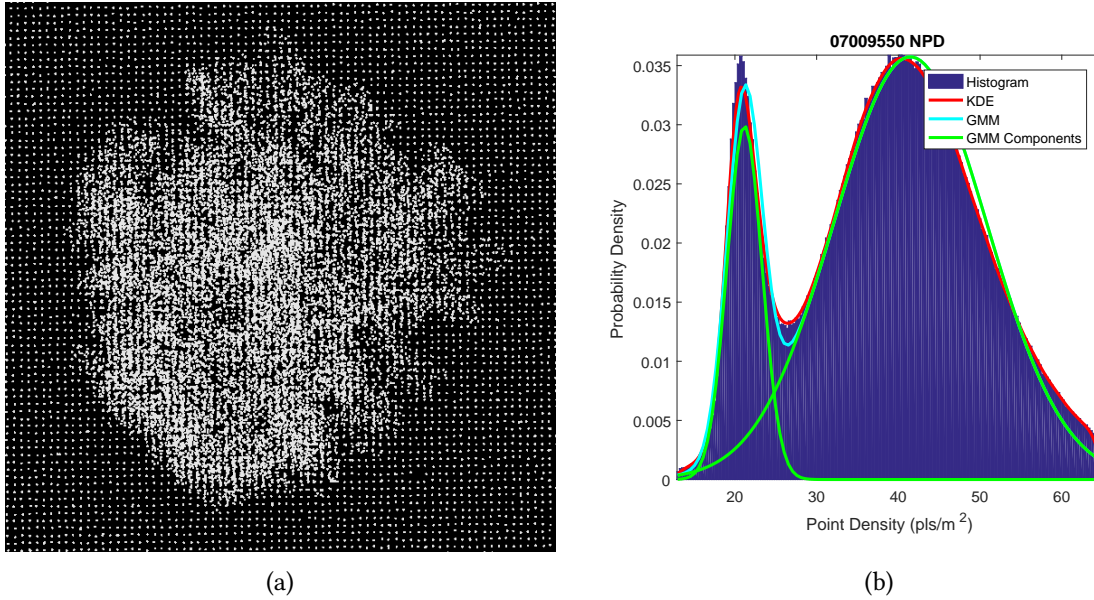 07009550 NPD
0.035
0.03
0.025
0.02
0.015
0.01
0.005
0
Probability Density
Histogram
KDE
GMM
GMM Components
20 30 40 50 60
Point Density (pls/m 2)
(a) (b)